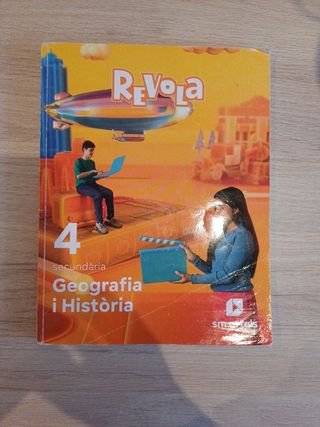 REVOLA
4
secundària
Geografia
i Història